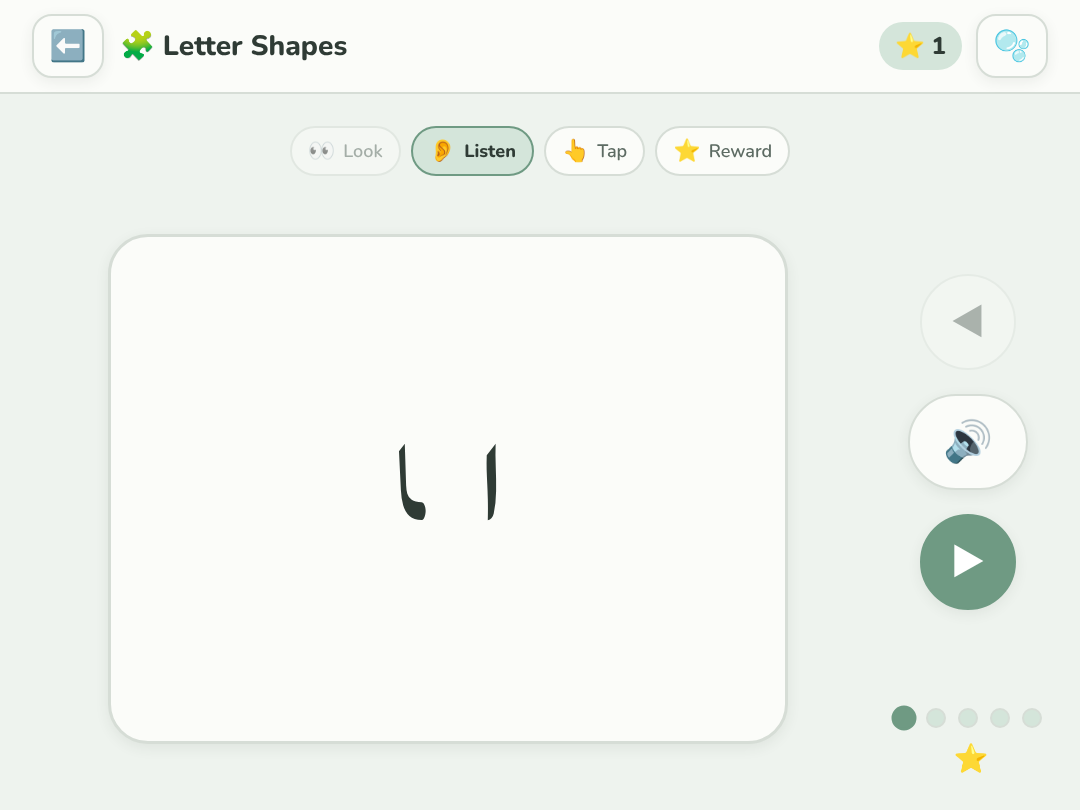 Letter Shapes
1
Look
Listen
Tap
Reward
ا ـا